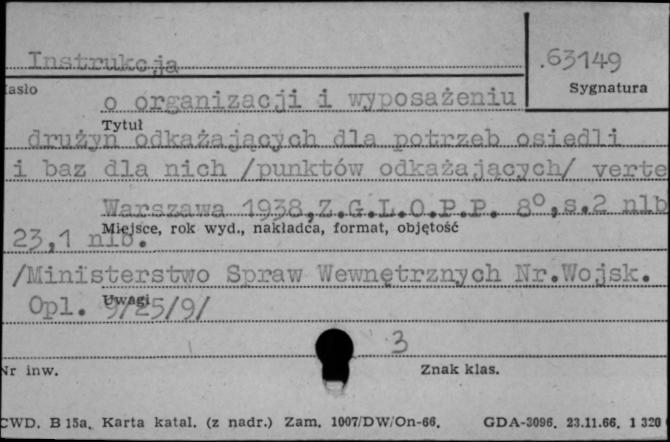 Instrukcja
63149
asło
Sygnatura
o organizacji i wyposażeniu
Tytuł
drużyn odkażających dla potrzeb osiedli
i baz dla nich /punktów odkażających/ verte
Warszawa 1938,Z.G.L.O.P.P. 8⁰,s.2 nlb
Miejsce, rok wyd., nakładca, format, objętość
23,1 nlb.
/Ministerstwo Spraw Wewnętrznych Nr.Wojsk.
Uwagi
Opl. 9/25/9/
3
Nr inw.
Znak klas.
CWD. B 15a. Karta katal. (z nadr.) Zam. 1007/DW/On-66. GDA-3096. 23.11.66. 1 320